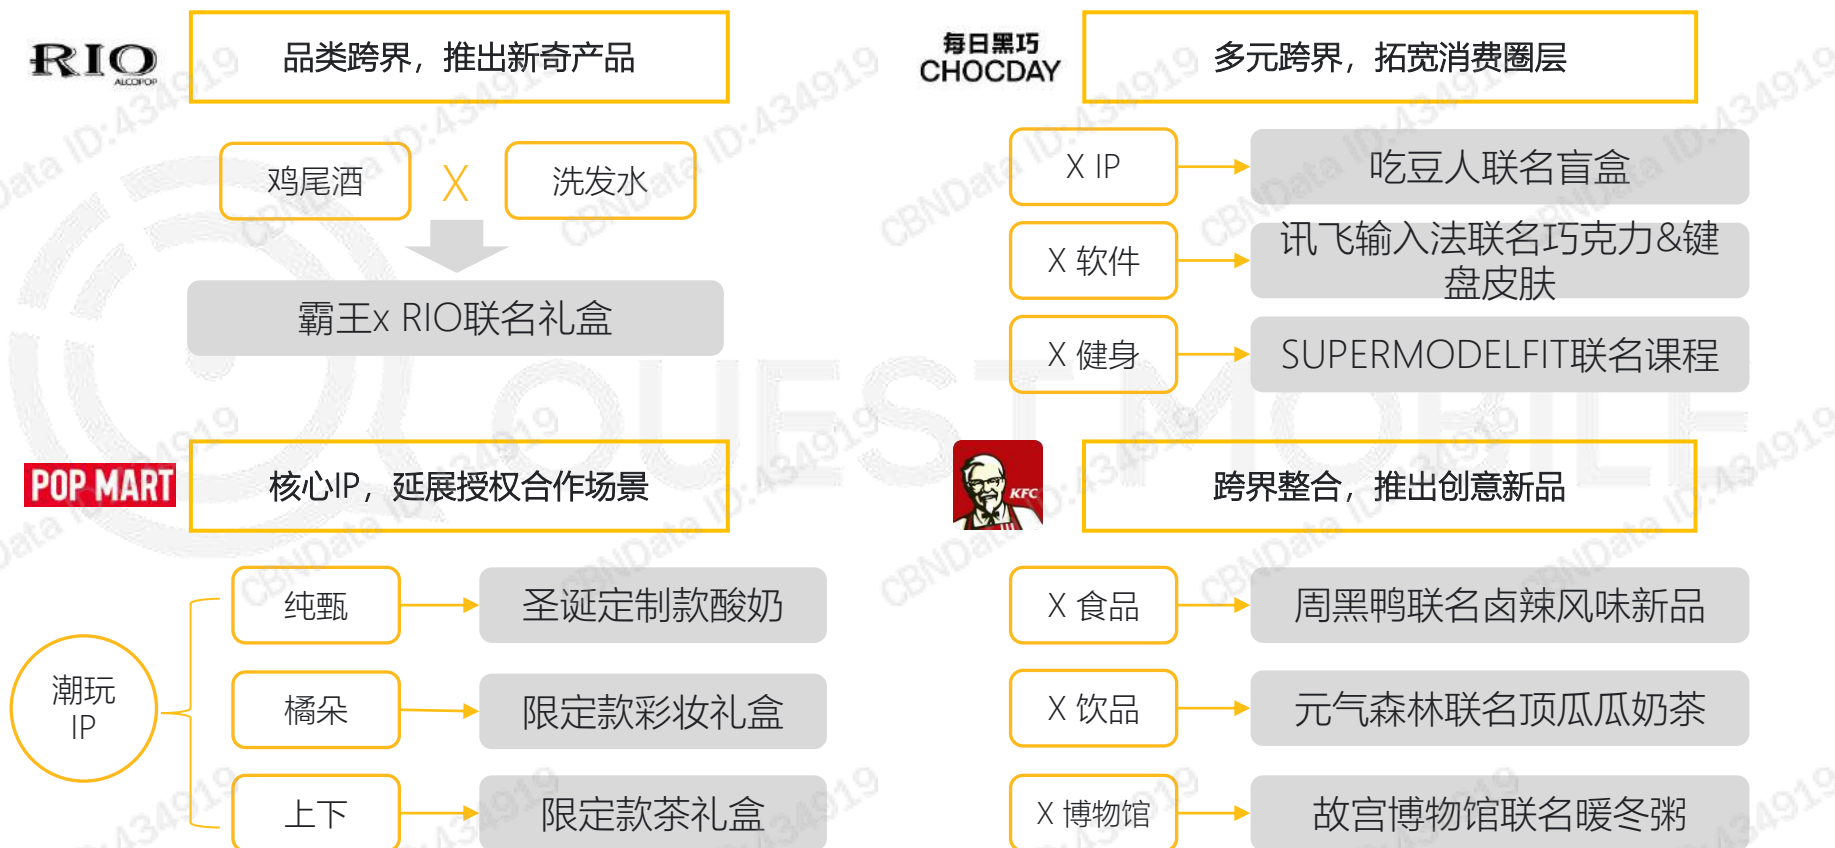 RIO
ALCOPOP
品类跨界，推出新奇产品
鸡尾酒
X
洗发水
霸王x RIO联名礼盒
每日黑巧
CHOCDAY
多元跨界，拓宽消费圈层
X IP
吃豆人联名盲盒
X 软件
讯飞输入法联名巧克力&键
盘皮肤
X 健身
SUPERMODELFIT联名课程
POP MART
核心IP，延展授权合作场景
潮玩
IP
纯甄
圣诞定制款酸奶
橘朵
限定款彩妆礼盒
上下
限定款茶礼盒
KFC
跨界整合，推出创意新品
X 食品
周黑鸭联名卤辣风味新品
X 饮品
元气森林联名顶瓜瓜奶茶
X 博物馆
故宫博物馆联名暖冬粥
QUESTMOBILE
CBNData ID:434919